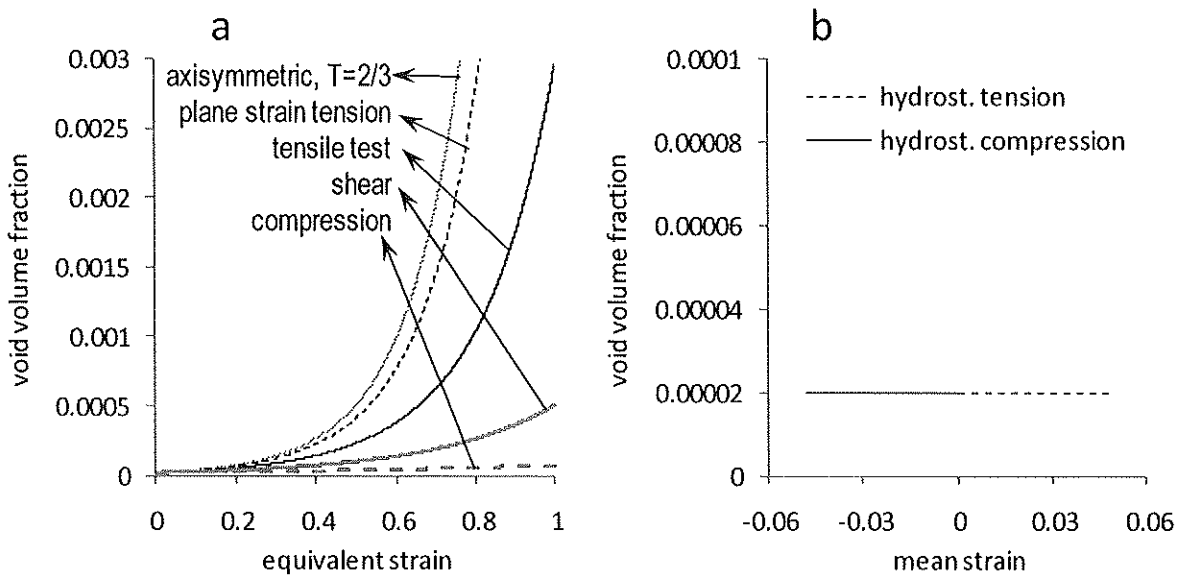 a
0.003
0.0025
0.002
0.0015
0.001
0.0005
0
void volume fraction
axisymmetric, T=2/3
plane strain tension
tensile test
shear
compression
0 0.2 0.4 0.6 0.8 1
equivalent strain
b
0.0001
0.00008
0.00006
0.00004
0.00002
0
void volume fraction
hydrost. tension
hydrost. compression
-0.06 -0.03 0 0.03 0.06
mean strain